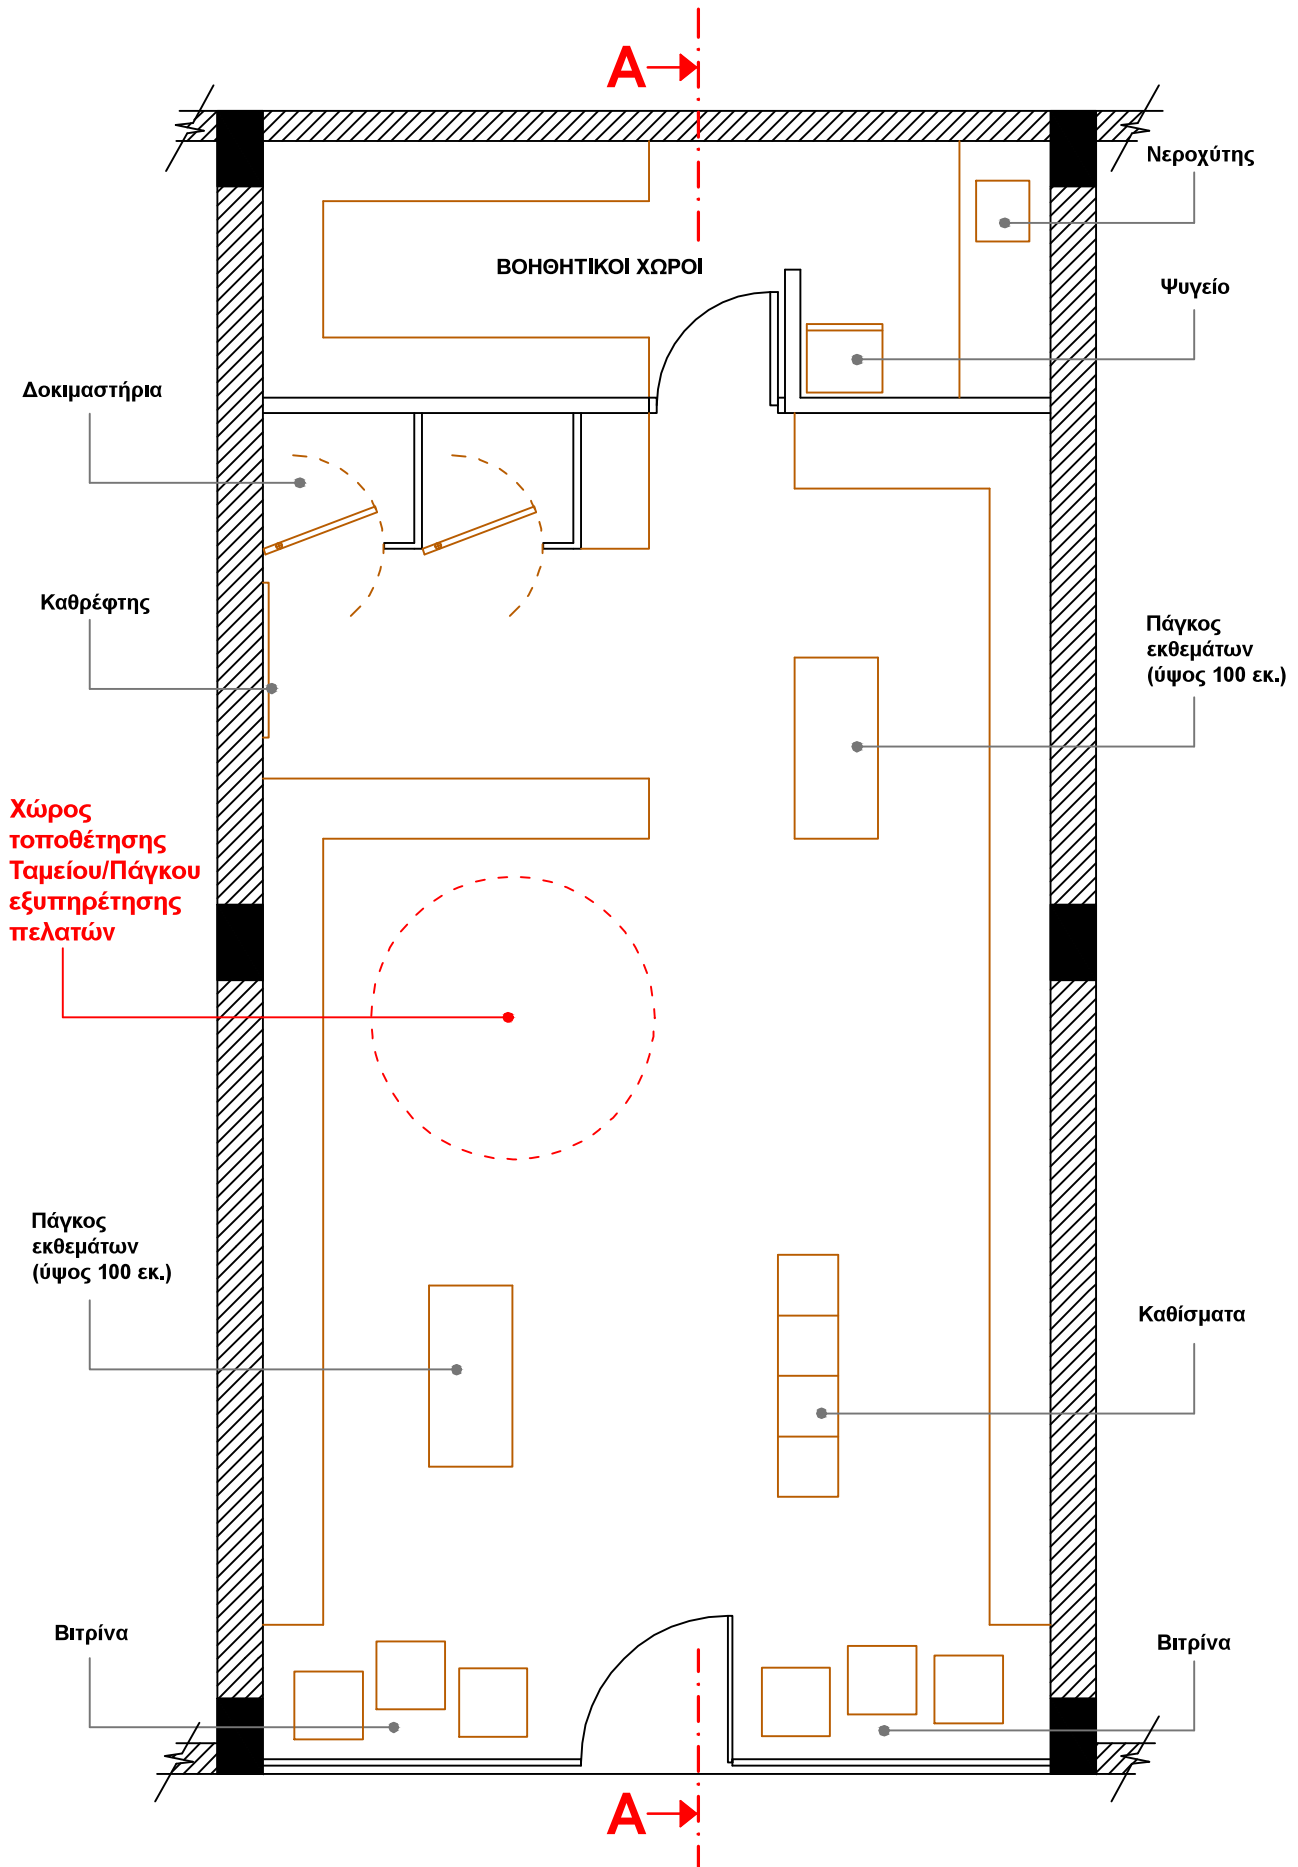 A
Νεροχύτης
ΒΟΗΘΗΤΙΚΟΙ ΧΩΡΟΙ
Ψυγείο
Δοκιμαστήρια
Καθρέφτης
Πάγκος
εκθεμάτων
(ύψος 100 εκ.)
Χώρος
τοποθέτησης
Ταμείου/Πάγκου
εξυπηρέτησης
πελατών
Πάγκος
εκθεμάτων
(ύψος 100 εκ.)
Καθίσματα
Βιτρίνα
Βιτρίνα
A